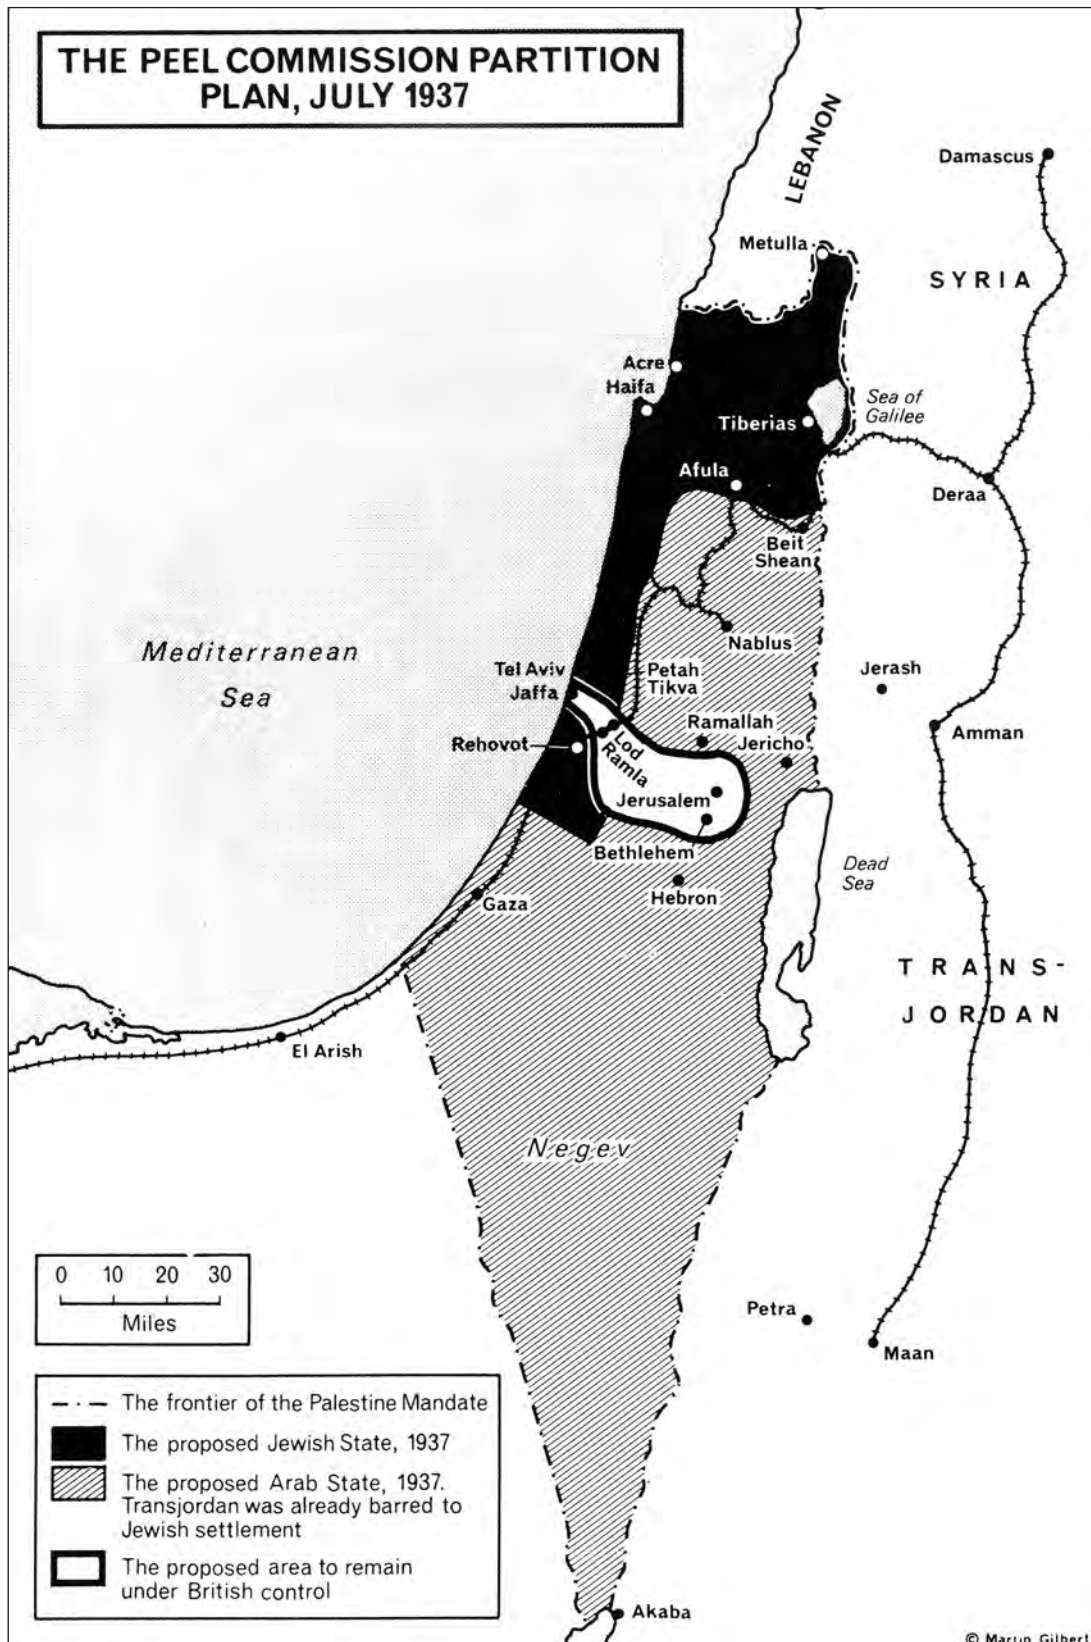 THE PEEL COMMISSION PARTITION
PLAN, JULY 1937
LEBANON
Damascus
Metulla
SYRIA
Acre
Haifa
Sea of
Galilee
Tiberias
Afula
Deraa
Beit
Shean
Nablus
Mediterranean
Sea
Tel Aviv
Jaffa
Petah
Tikva
Jerash
Ramallah
Jericho
Amman
Rehovot
Lod
Ramla
Jerusalem
Bethlehem
Dead
Sea
Hebron
Gaza
TRANS-
JORDAN
El Arish
Negev
0 10 20 30
Miles
Petra
Maan
The frontier of the Palestine Mandate
The proposed Jewish State, 1937
The proposed Arab State, 1937.
Transjordan was already barred to
Jewish settlement
The proposed area to remain
under British control
Akaba
© Martin Gilbert